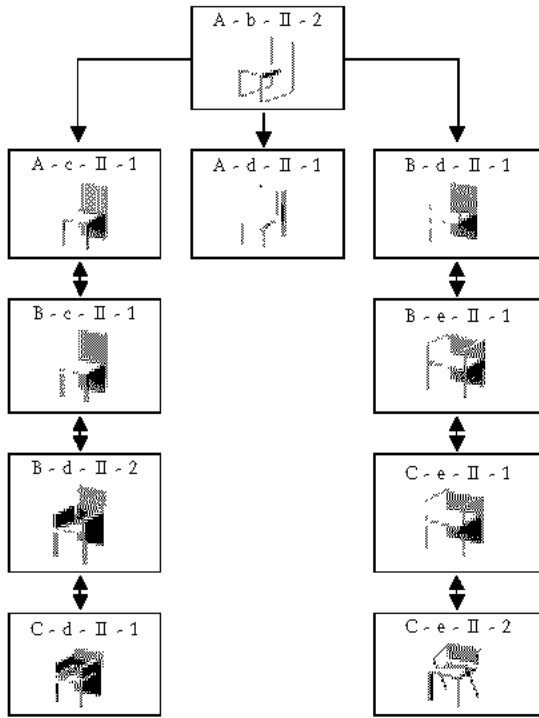 A - b - II - 2
A - c - II - 1
A - d - II - 1
B - d - II - 1
B - c - II - 1
B - e - II - 1
B - d - II - 2
C - e - II - 1
C - d - II - 1
C - e - II - 2